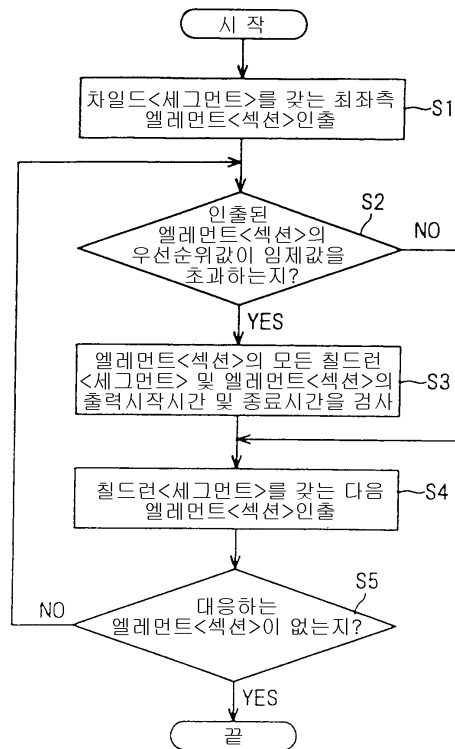 시 작
차일드<세그먼트>를 갖는 최좌측
엘레먼트<섹션>인출
S1
S2
인출된
엘레먼트<섹션>의
우선순위값이 임제값을
초과하는지?
NO
YES
엘레먼트<섹션>의 모든 칠드런
<세그먼트> 및 엘레먼트<섹션>의
출력시작시간 및 종료시간을 검사
S3
칠드런<세그먼트>를 갖는 다음
엘레먼트<섹션>인출
S4
S5
대응하는
엘레먼트<섹션>이 없는지?
NO
YES
끝